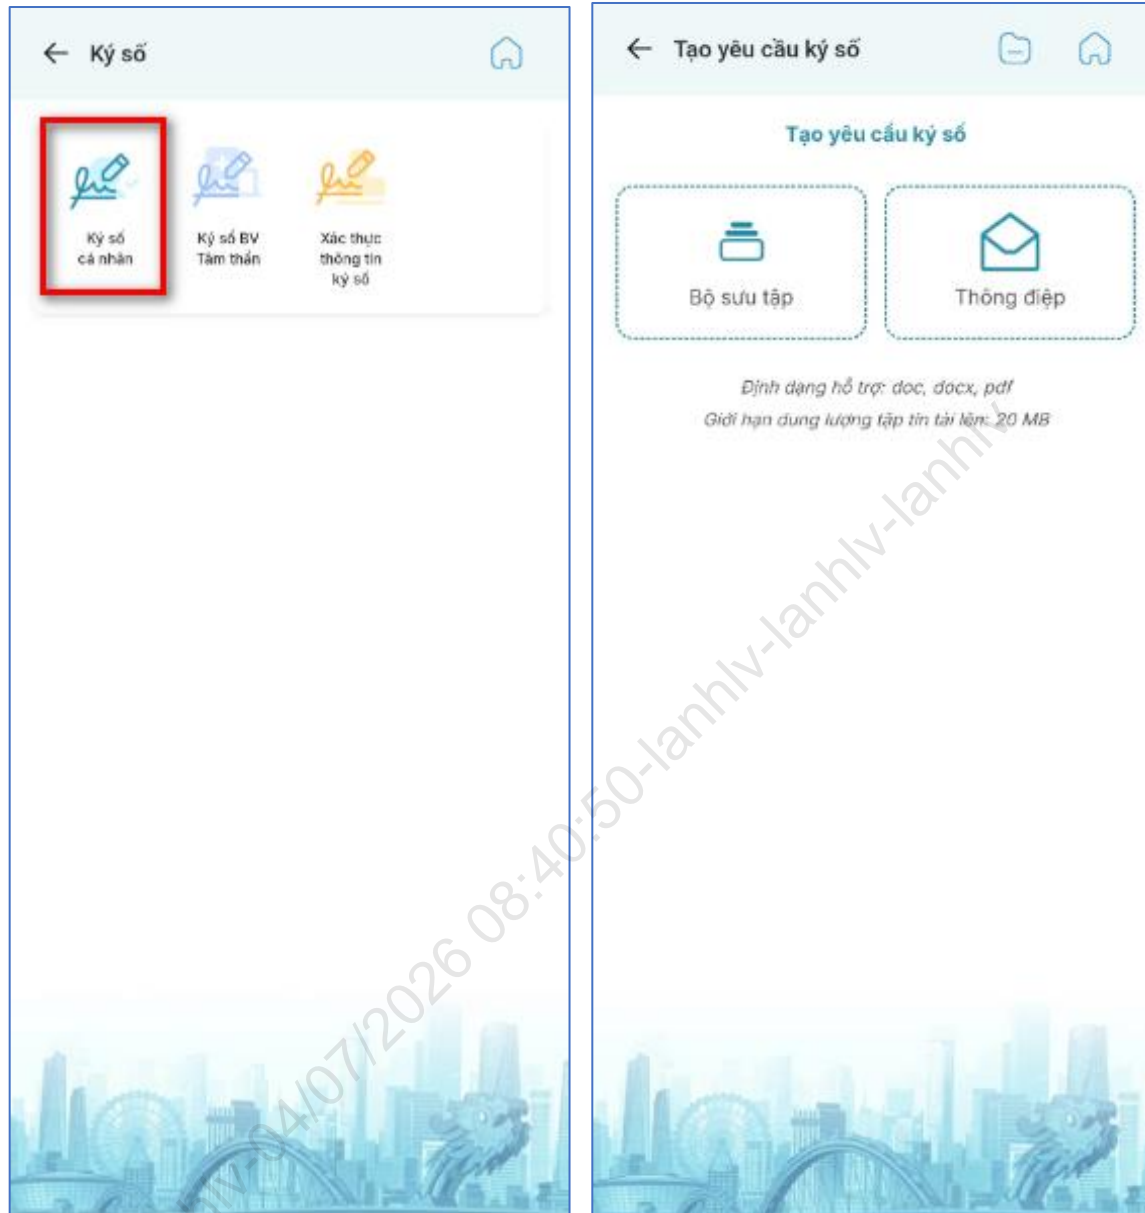 Ký số
Ký số
cá nhân
Ký số BV
Tâm thần
Xác thực
thông tin
ký số
Tạo yêu cầu ký số
Tạo yêu cầu ký số
Bộ sưu tập
Thông điệp
Định dạng hỗ trợ: doc, docx, pdf
Giới hạn dung lượng tập tin tải lên: 20 MB
04/07/2026 08:40:50-lanhlv-lanhlv